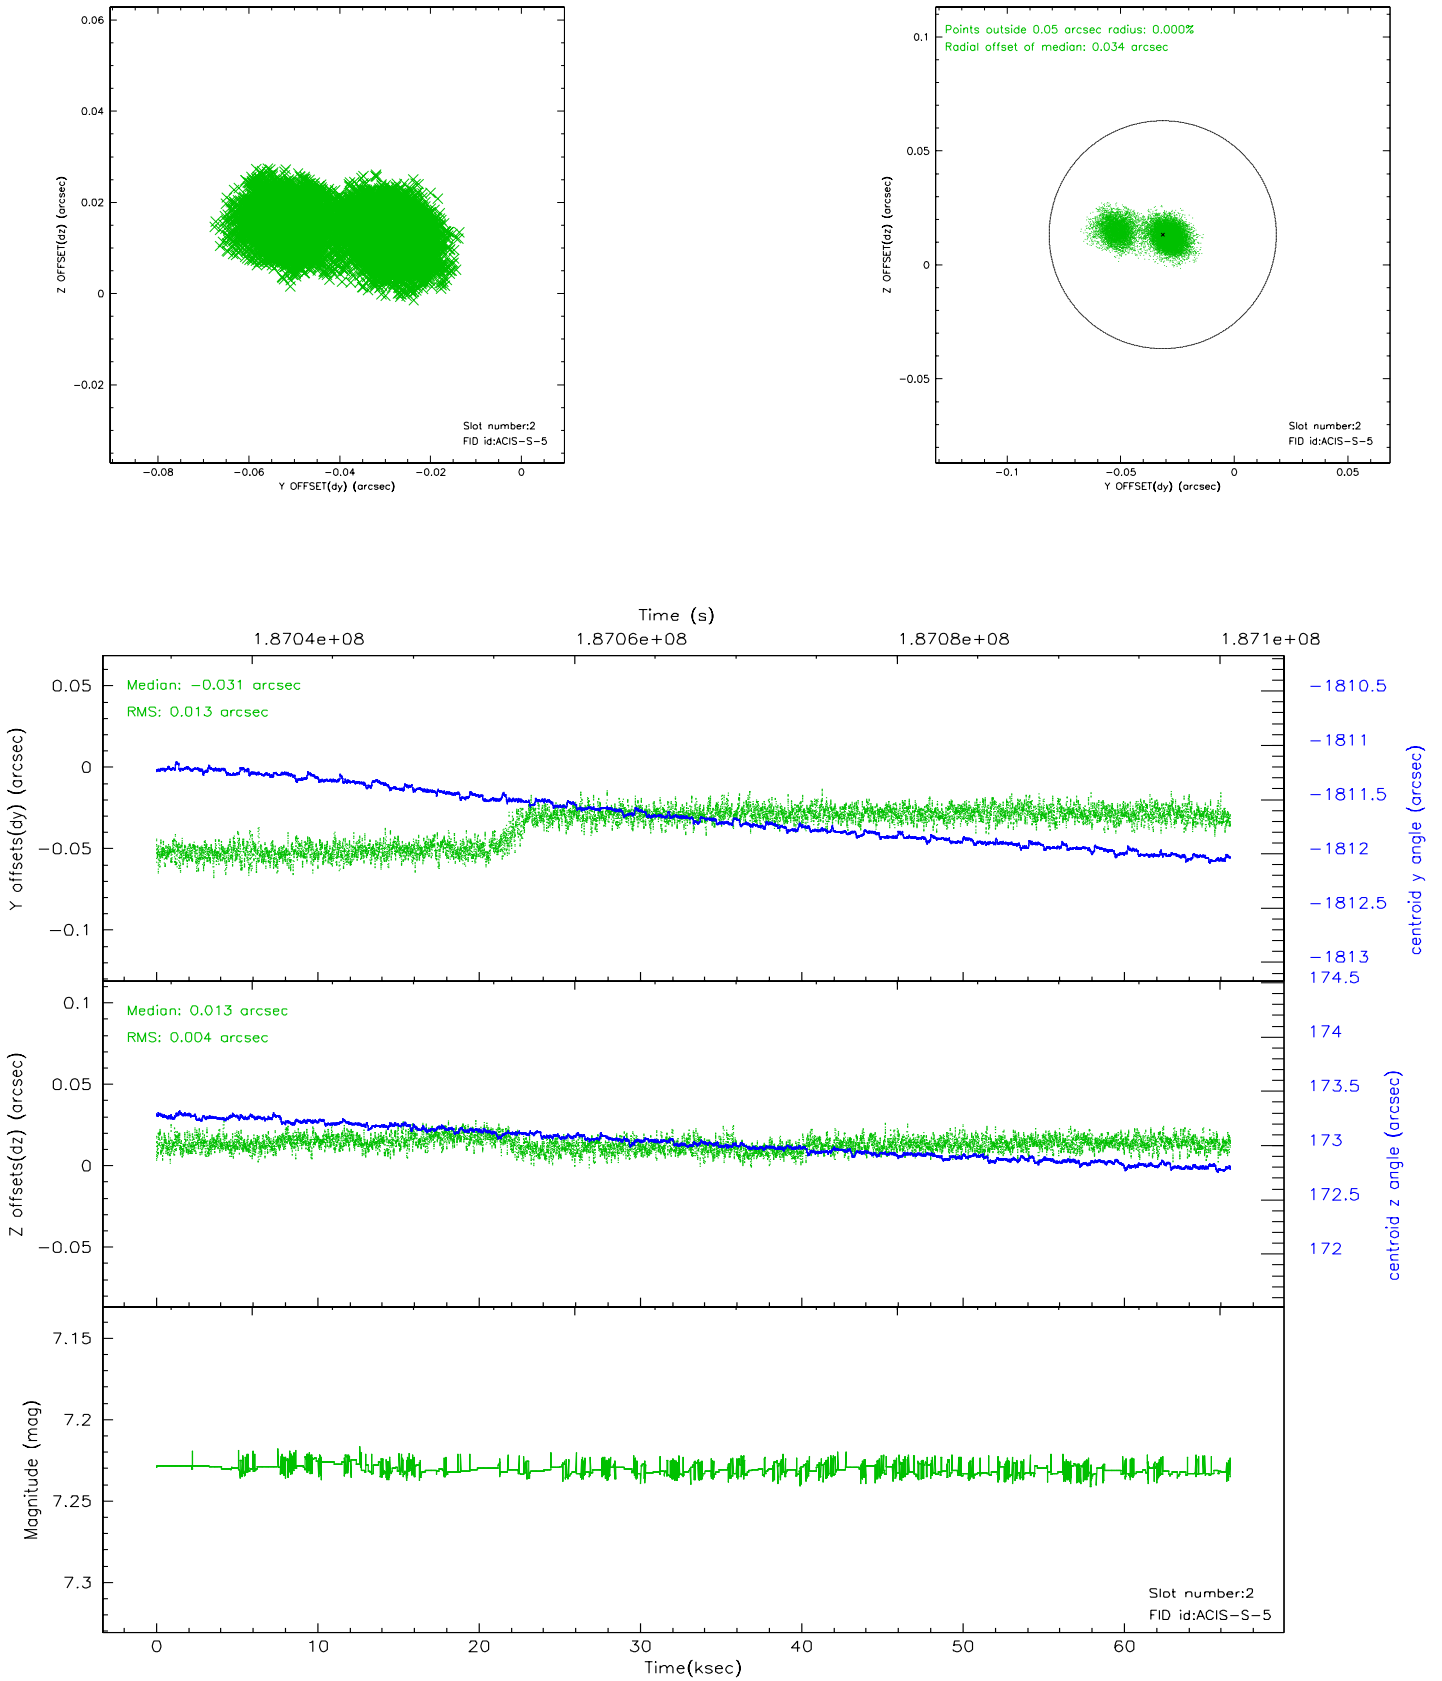 0.06
0.04
0.02
0
−0.02
Z OFFSET(dz) (arcsec)
Slot number:2
FID id:ACIS−S−5
−0.08 −0.06 −0.04 −0.02 0
Y OFFSET(dy) (arcsec)
Points outside 0.05 arcsec radius: 0.000%
Radial offset of median: 0.034 arcsec
0.1
0.05
0
−0.05
Z OFFSET(dz) (arcsec)
Slot number:2
FID id:ACIS−S−5
−0.1 −0.05 0 0.05
Y OFFSET(dy) (arcsec)
Time (s)
1.8704e+08 1.8706e+08 1.8708e+08 1.871e+08
Median: −0.031 arcsec
RMS: 0.013 arcsec
0.05
0
−0.05
−0.1
Y offsets(dy) (arcsec)
−1810.5
−1811
−1811.5
−1812
−1812.5
−1813
centroid y angle (arcsec)
Median: 0.013 arcsec
RMS: 0.004 arcsec
0.1
0.05
0
−0.05
Z offsets(dz) (arcsec)
174.5
174
173.5
173
172.5
172
centroid z angle (arcsec)
7.15
7.2
7.25
7.3
Magnitude (mag)
Slot number:2
FID id:ACIS−S−5
0 10 20 30 40 50 60
Time(ksec)